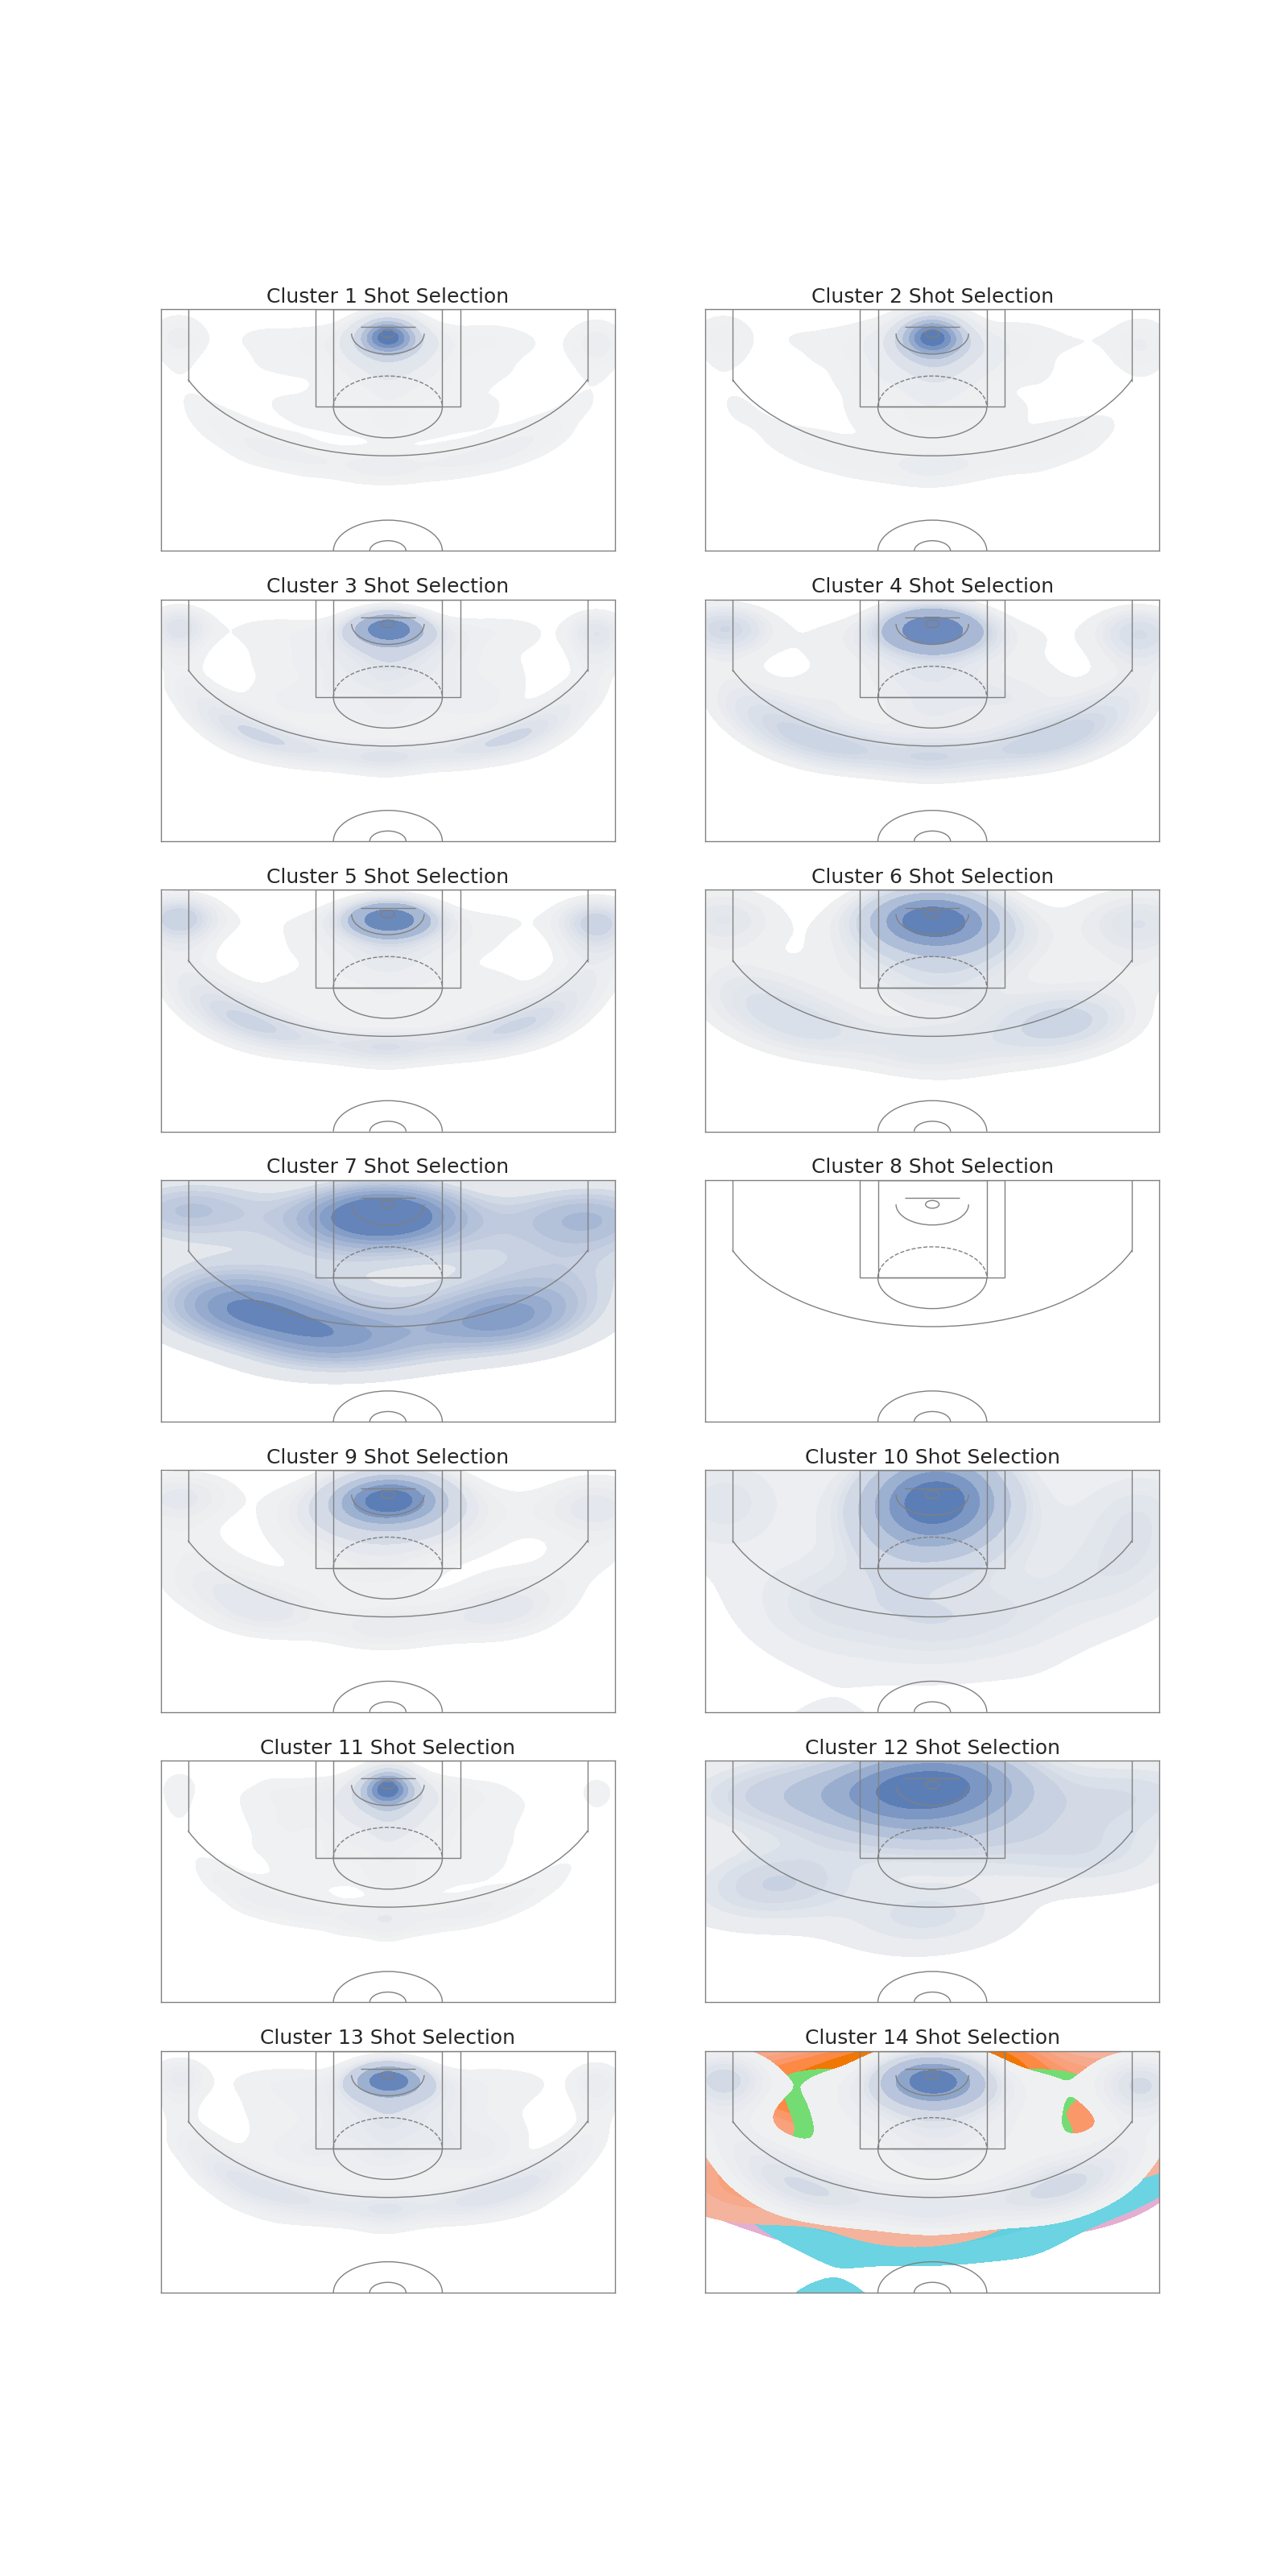 Cluster 1 Shot Selection
Cluster 2 Shot Selection
Cluster 3 Shot Selection
Cluster 4 Shot Selection
Cluster 5 Shot Selection
Cluster 6 Shot Selection
Cluster 7 Shot Selection
Cluster 8 Shot Selection
Cluster 9 Shot Selection
Cluster 10 Shot Selection
Cluster 11 Shot Selection
Cluster 12 Shot Selection
Cluster 13 Shot Selection
Cluster 14 Shot Selection